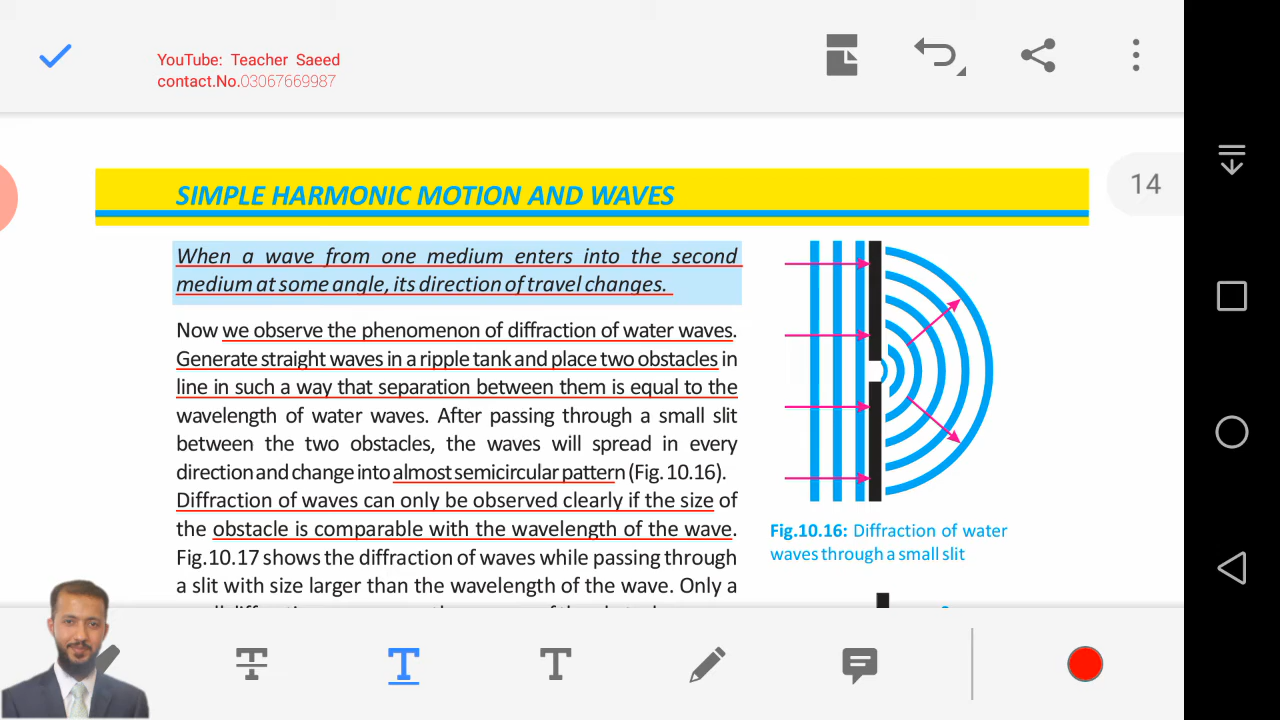 YouTube: Teacher Saeed
contact.No.03067669987
14
SIMPLE HARMONIC MOTION AND WAVES
When a wave from one medium enters into the second
medium at some angle, its direction of travel changes.
Now we observe the phenomenon of diffraction of water waves.
Generate straight waves in a ripple tank and place two obstacles in
line in such a way that separation between them is equal to the
wavelength of water waves. After passing through a small slit
between the two obstacles, the waves will spread in every
direction and change into almost semicircular pattern (Fig. 10.16).
Diffraction of waves can only be observed clearly if the size of
the obstacle is comparable with the wavelength of the wave.
Fig.10.17 shows the diffraction of waves while passing through
a slit with size larger than the wavelength of the wave. Only a
Fig.10.16: Diffraction of water
waves through a small slit
T
T
T